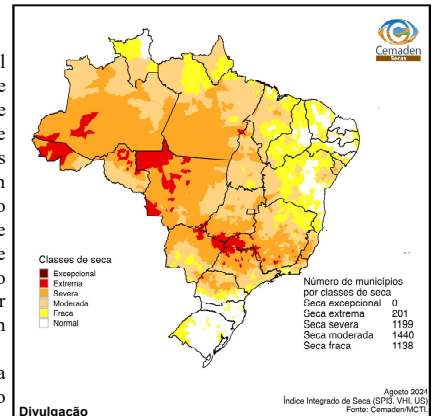 l
e
e
e
s
n
o
e
e
o
r
n
a
o
Cemaden
Secas
Classes de seca
Excepcional
Extrema
Severa
Moderada
Fraca
Normal
Número de municípios
por classes de seca
Seca excepcional 0
Seca extrema 201
Seca severa 1199
Seca moderada 1440
Seca fraca 1138
Agosto 2024
Índice Integrado de Seca (SPI3, VHI, US)
Fonte: Cemaden/MCTI.
Divulgação